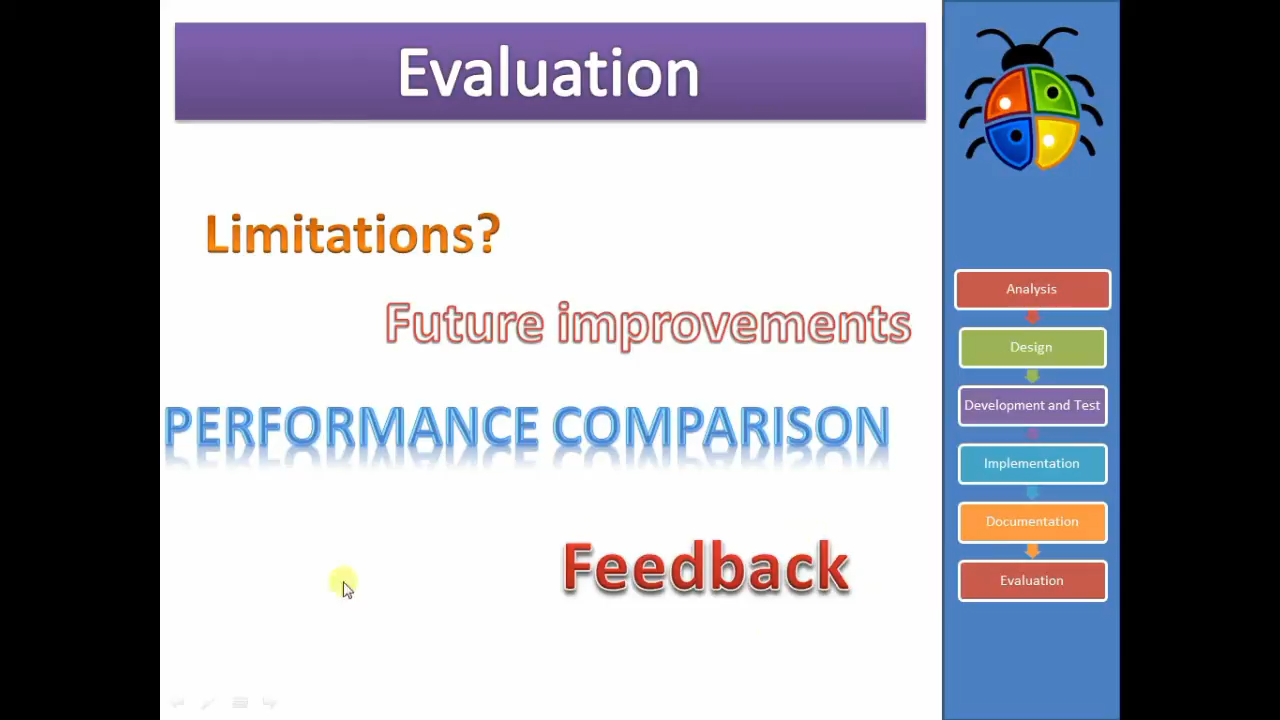 Evaluation
Limitations?
Future improvements
PERFORMANCE COMPARISON
Feedback
Analysis
Design
Development and Test
Implementation
Documentation
Evaluation